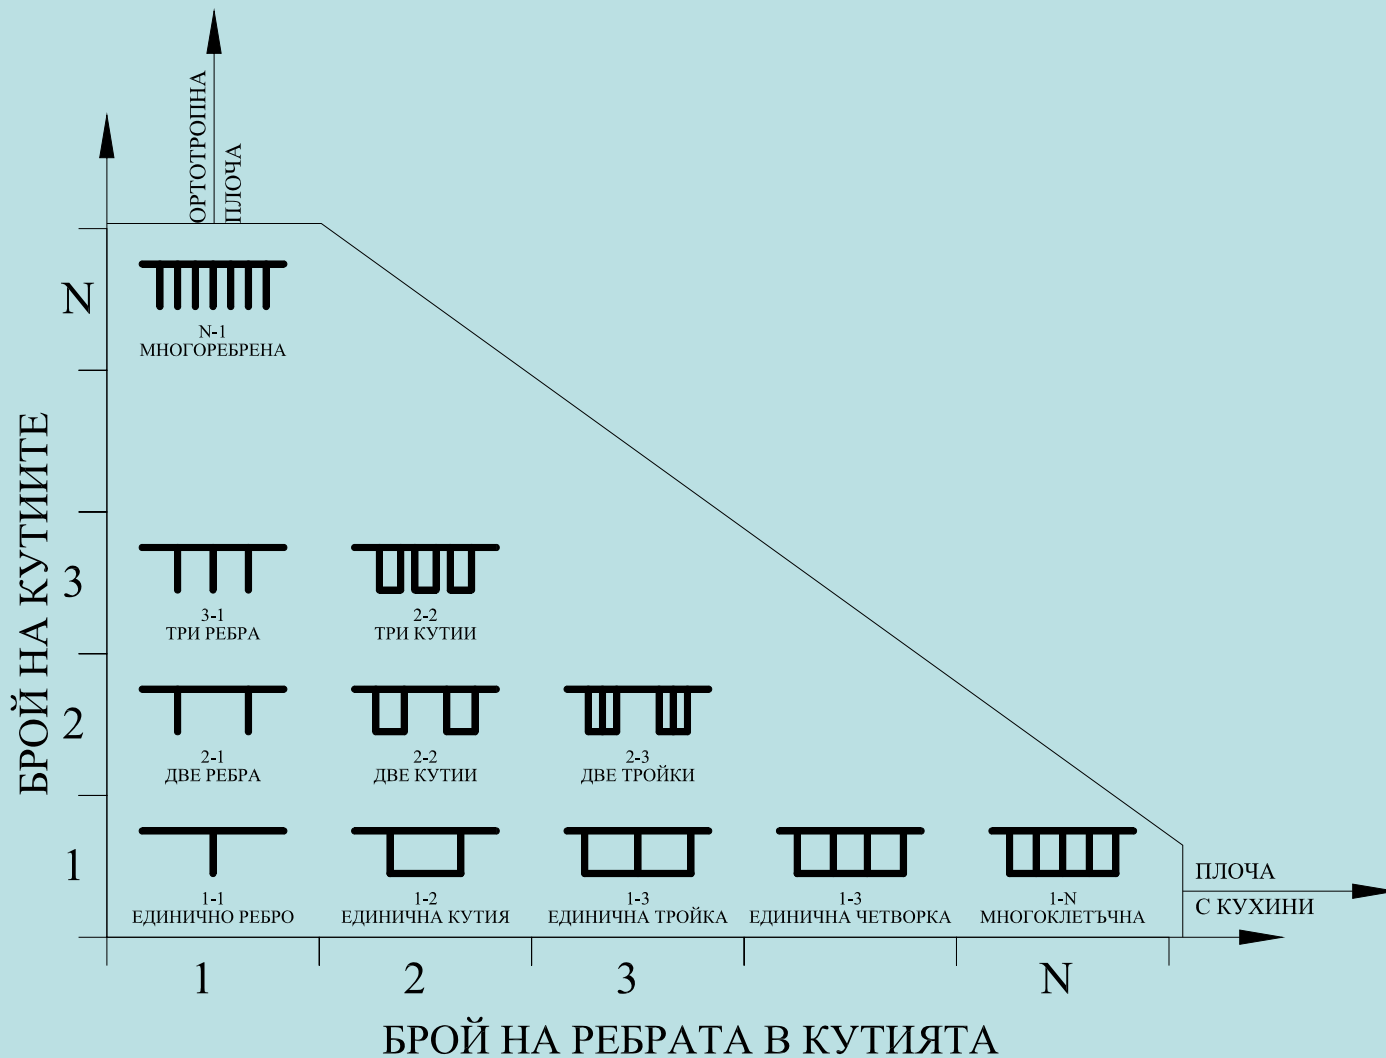 ОРТОТРОПНА
ПЛОЧА
N
N-1
МНОГОРЕБРЕНА
БРОЙ НА КУТИИТЕ
3
3-1
ТРИ РЕБРА
2-2
ТРИ КУТИИ
2
2-1
ДВЕ РЕБРА
2-2
ДВЕ КУТИИ
2-3
ДВЕ ТРОЙКИ
1
1-1
ЕДИНИЧНО РЕБРО
1-2
ЕДИНИЧНА КУТИЯ
1-3
ЕДИНИЧНА ТРОЙКА
1-3
ЕДИНИЧНА ЧЕТВОРКА
1-N
МНОГОКЛЕТЪЧНА
ПЛОЧА
С КУХИНИ
1
2
3
N
БРОЙ НА РЕБРАТА В КУТИЯТА